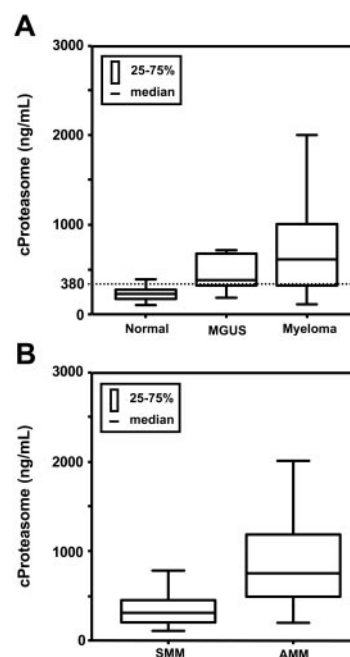 A
cProteasome (ng/mL)
3000
25-75%
median
2000
1000
380
0
Normal MGUS Myeloma
B
cProteasome (ng/mL)
3000
25-75%
median
2000
1000
0
SMM AMM